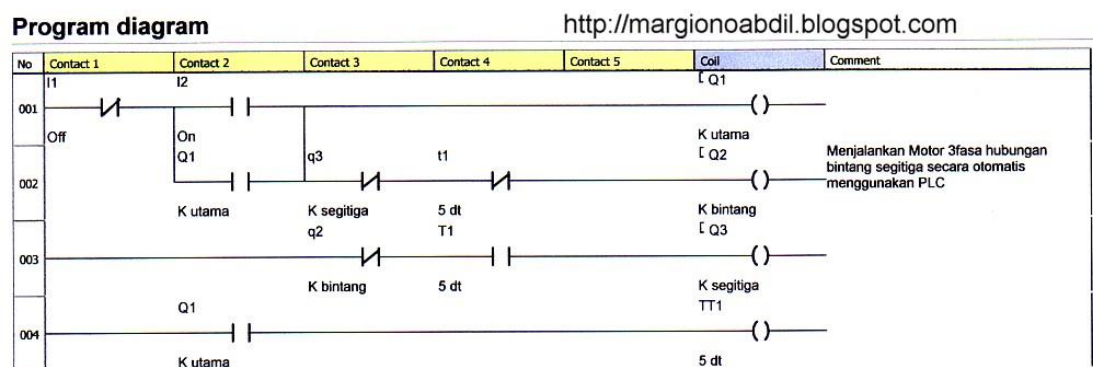 Program diagram
http://margionoabdil.blogspot.com
No Contact 1 Contact 2 Contact 3 Contact 4 Contact 5 Coil Comment
I1 I2 [ Q1
001
Off On K utama
Q1 q3 t1 [ Q2
002
K utama K segitiga 5 dt K bintang
Menjalankan Motor 3fasa hubungan
bintang segitiga secara otomatis
menggunakan PLC
q2 T1 [ Q3
003
K bintang 5 dt K segitiga
Q1 TT1
004
K utama 5 dt